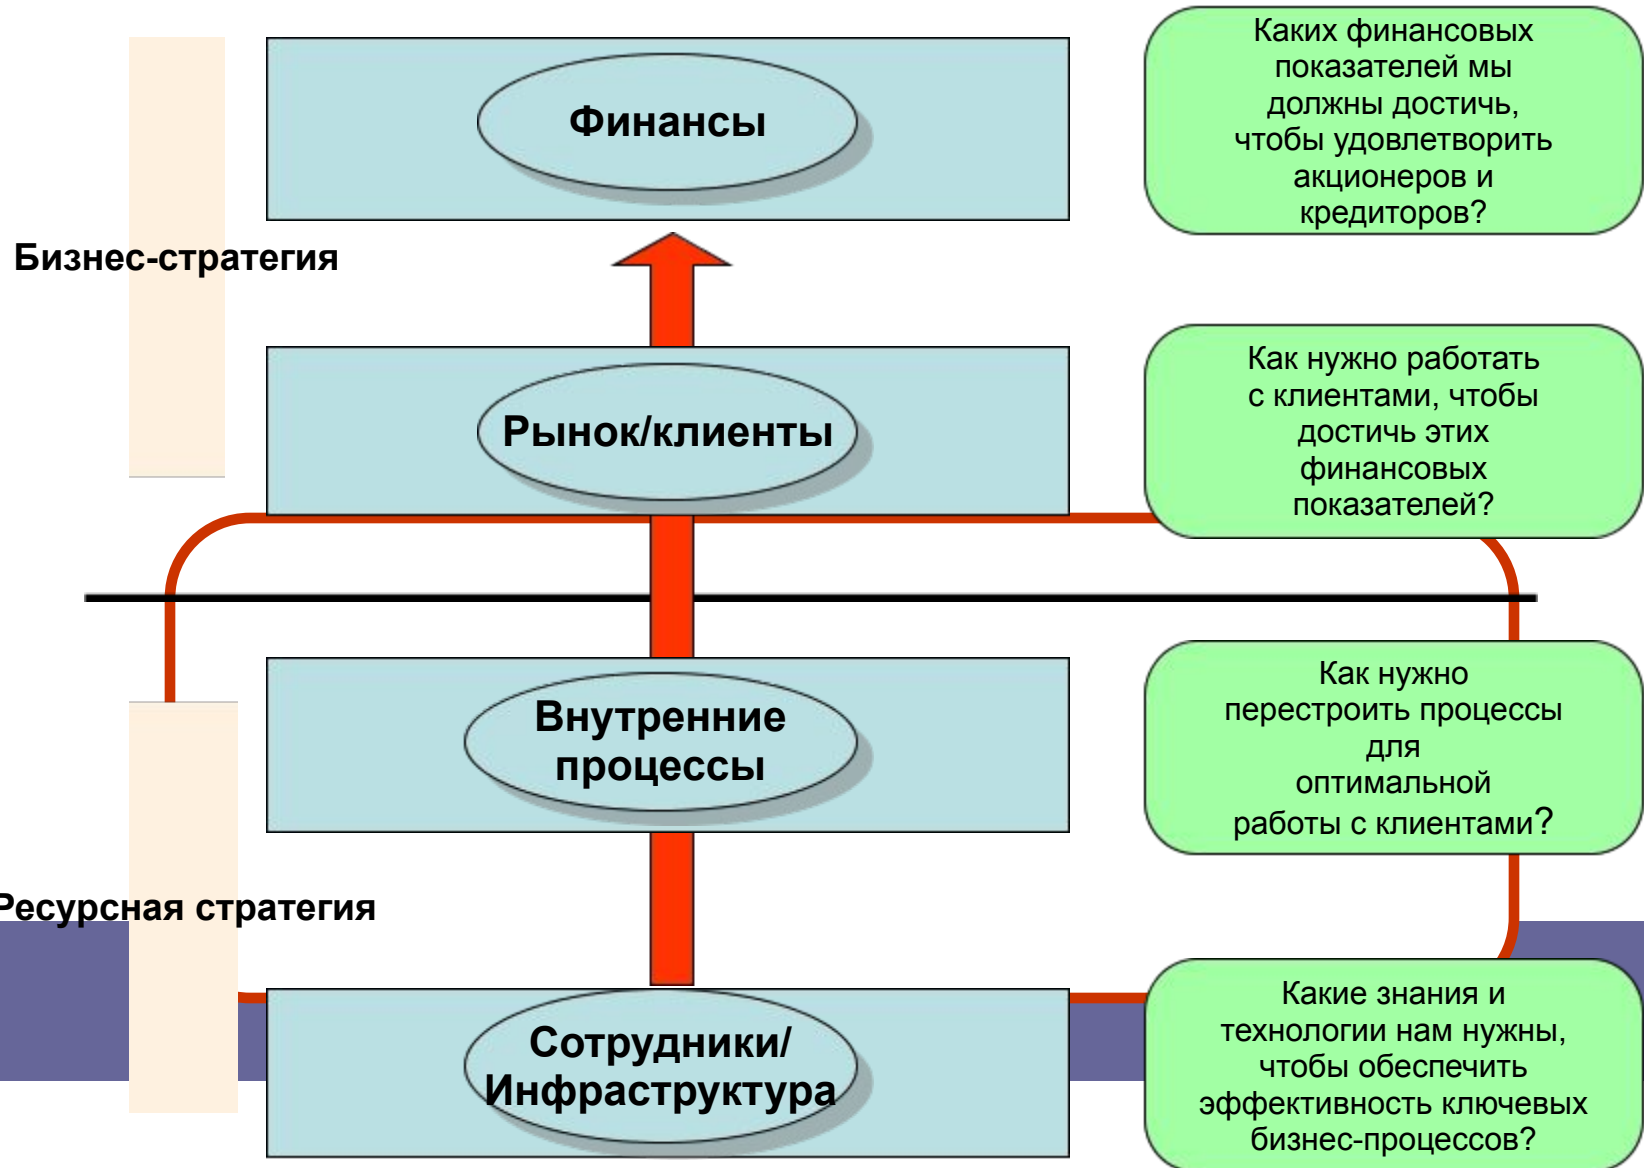 Финансы
Каких финансовых
показателей мы
должны достичь,
чтобы удовлетворить
акционеров и
кредиторов?
Бизнес-стратегия
Рынок/клиенты
Как нужно работать
с клиентами, чтобы
достичь этих
финансовых
показателей?
Внутренние
процессы
Как нужно
перестроить процессы
для
оптимальной
работы с клиентами?
Ресурсная стратегия
Сотрудники/
Инфраструктура
Какие знания и
технологии нам нужны,
чтобы обеспечить
эффективность ключевых
бизнес-процессов?